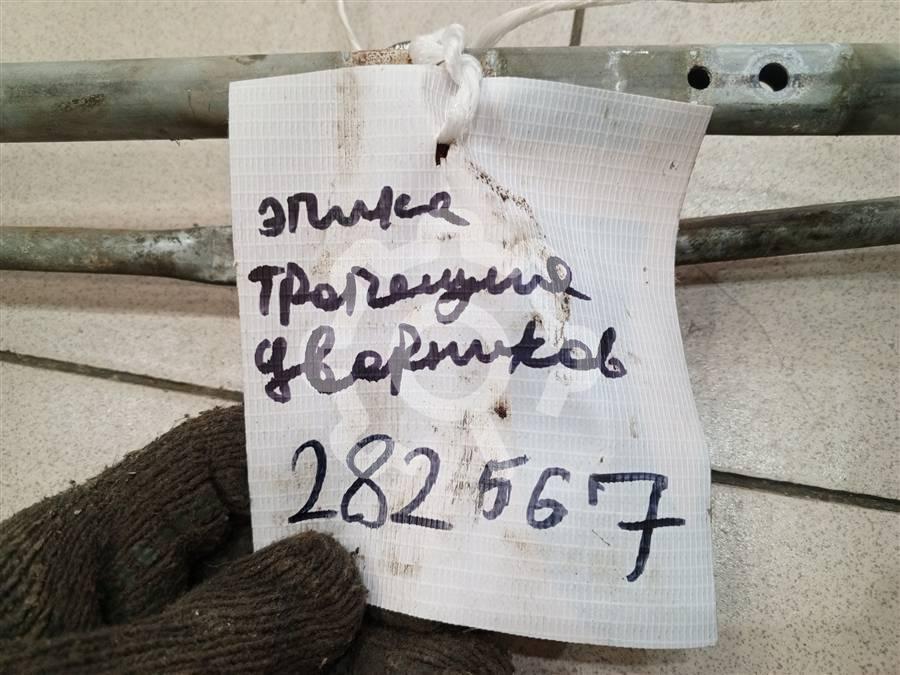 эпика
трапеция
дворников
282567